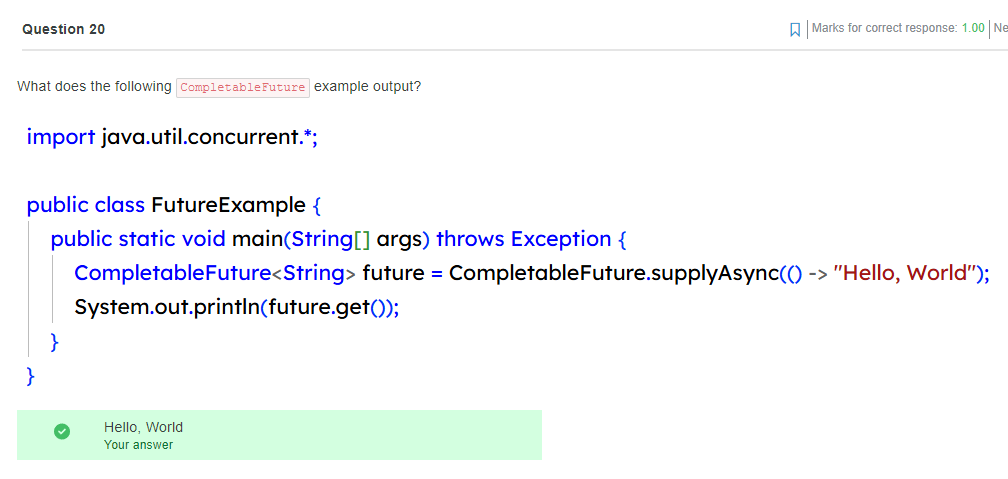 Question 20
Marks for correct response: 1.00 Ne
What does the following CompletableFuture example output?
import java.util.concurrent.*;
public class FutureExample {
public static void main(String[] args) throws Exception {
CompletableFuture<String> future = CompletableFuture.supplyAsync(() -> "Hello, World");
System.out.println(future.get());
}
}
Hello, World
Your answer